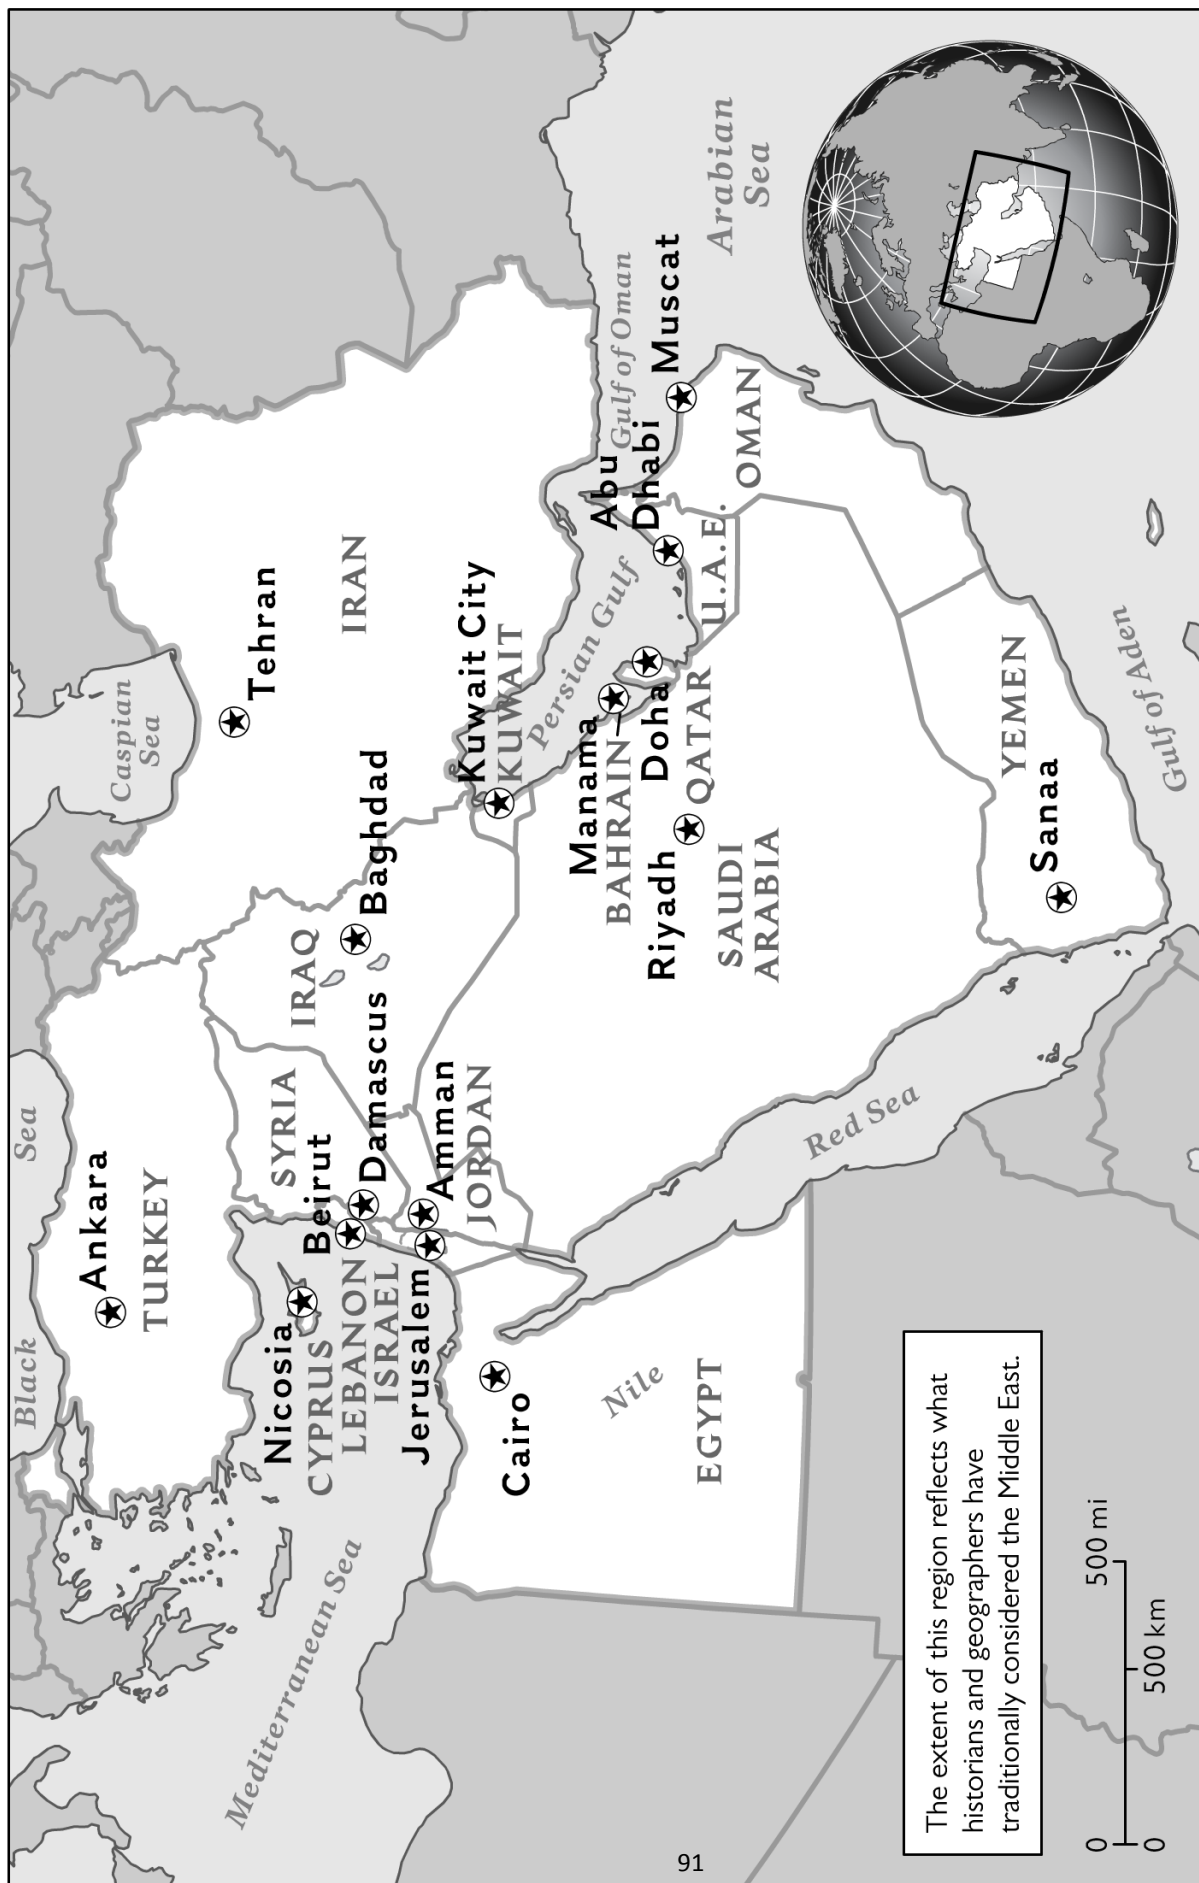 Black
Sea
Caspian
Sea
Ankara
TURKEY
Tehran
IRAN
Nicosia
CYPRUS
Beirut
LEBANON
SYRIA
Damascus
IRAQ
Baghdad
ISRAEL
Jerusalem
Amman
JORDAN
Kuwait City
KUWAIT
Mediterranean Sea
Cairo
Nile
EGYPT
Persian Gulf
Manama
BAHRAIN
Doha
QATAR
Abu
Dhabi
U.A.E.
Gulf of Oman
Muscat
OMAN
Riyadh
SAUDI
ARABIA
Red Sea
Arabian
Sea
YEMEN
Sanaa
Gulf of Aden
The extent of this region reflects what
historians and geographers have
traditionally considered the Middle East.
0
500 mi
0
500 km
91